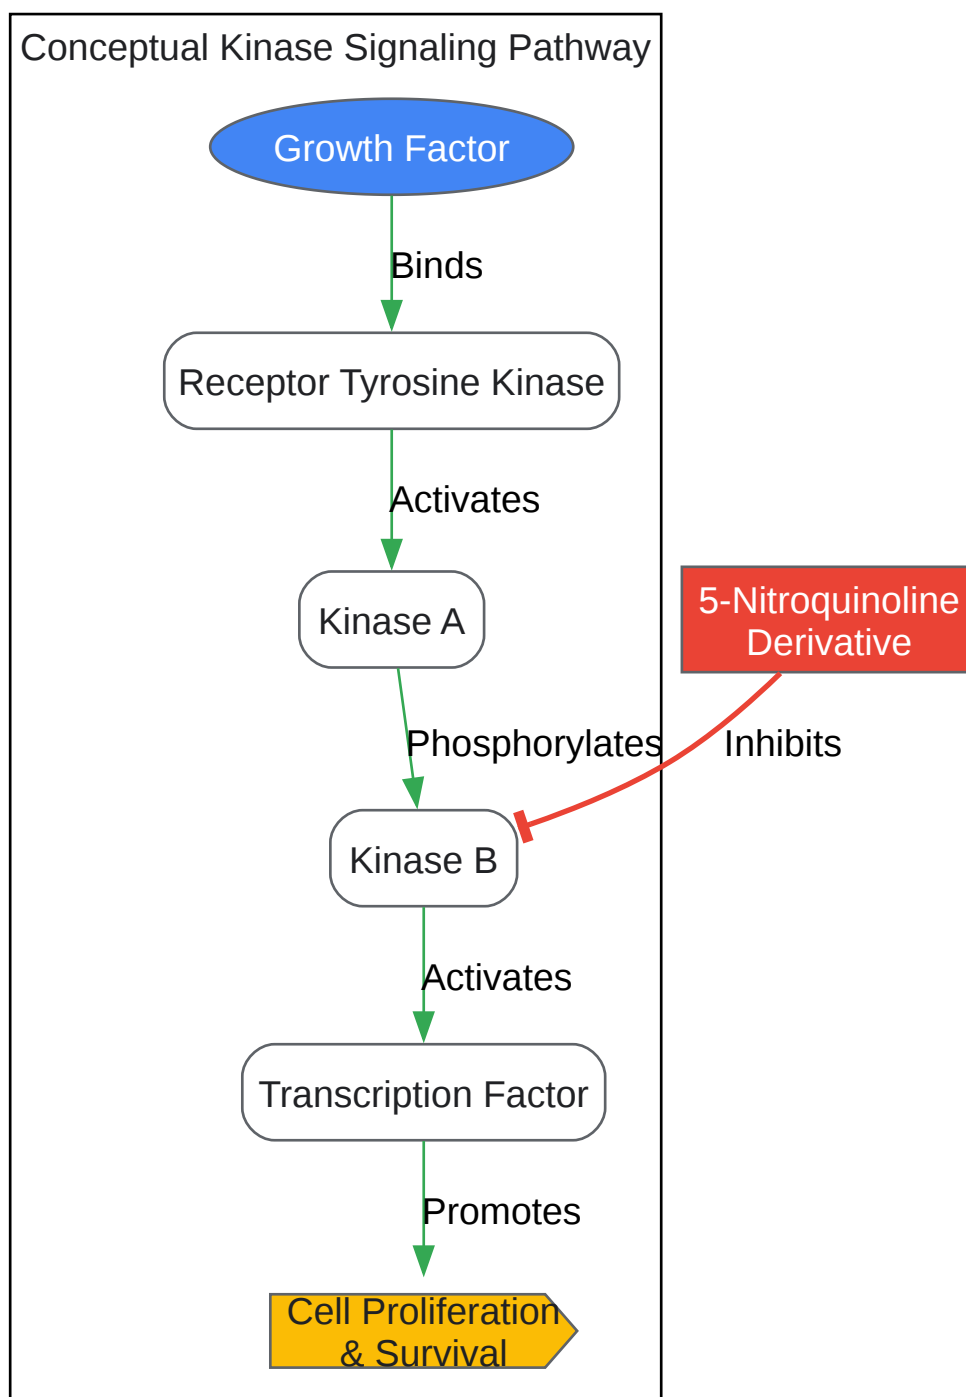 Conceptual Kinase Signaling Pathway
Growth Factor
Binds
Receptor Tyrosine Kinase
Activates
Kinase A
5-Nitroquinoline
Derivative
Phosphorylates
Inhibits
Kinase B
Activates
Transcription Factor
Promotes
Cell Proliferation
& Survival